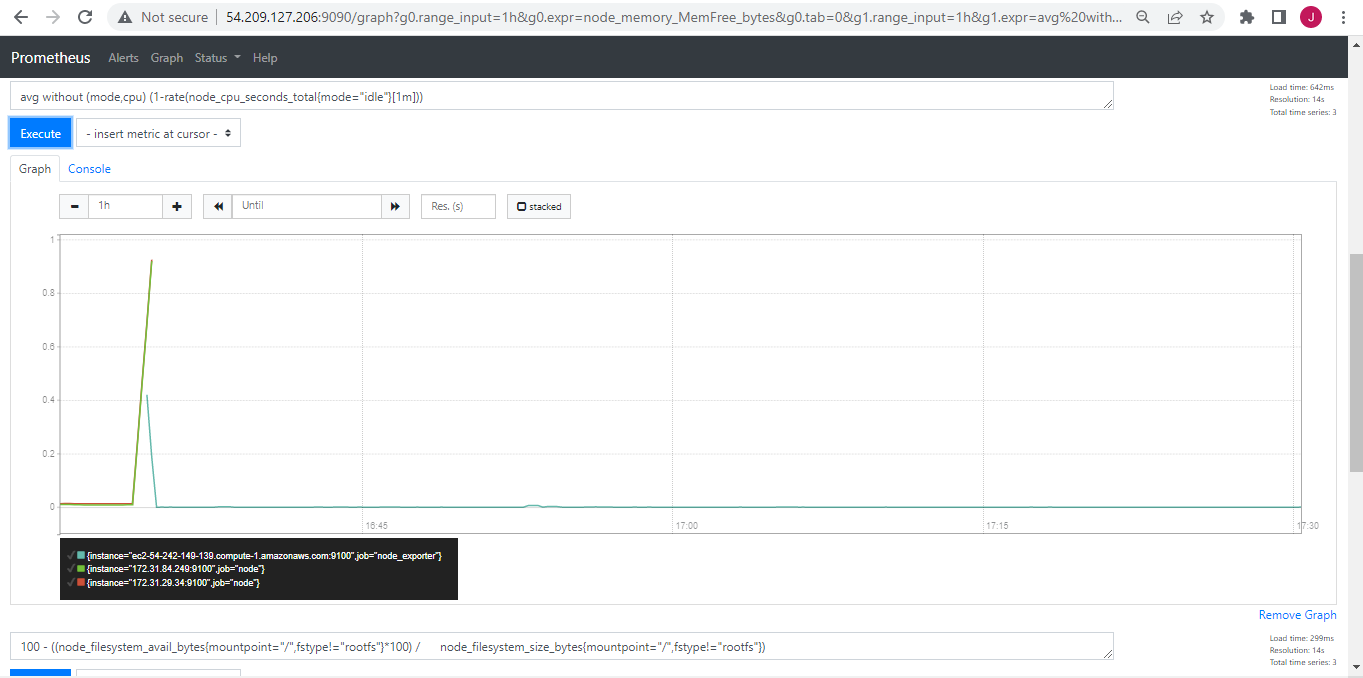 Not secure 54.209.127.206:9090/graph?g0.range_input=1h&g0.expr=node_memory_MemFree_bytes&g0.tab=0&g1.range_input=1h&g1.expr=avg%20with... J
Prometheus Alerts Graph Status Help
avg without (mode,cpu) (1-rate(node_cpu_seconds_total{mode="idle"}[1m]))
Load time: 642ms
Resolution: 14s
Total time series: 3
Execute - insert metric at cursor -
Graph Console
1h Until Res. (s) stacked
1
0.8
0.6
0.4
0.2
0
16:45 17:00 17:15 17:30
{instance="ec2-54-242-149-139.compute-1.amazonaws.com:9100",job="node_exporter"}
{instance="172.31.84.249:9100",job="node"}
{instance="172.31.29.34:9100",job="node"}
Remove Graph
100 - ((node_filesystem_avail_bytes{mountpoint="/",fstype!="rootfs"}*100) / node_filesystem_size_bytes{mountpoint="/",fstype!="rootfs"})
Load time: 299ms
Resolution: 14s
Total time series: 3